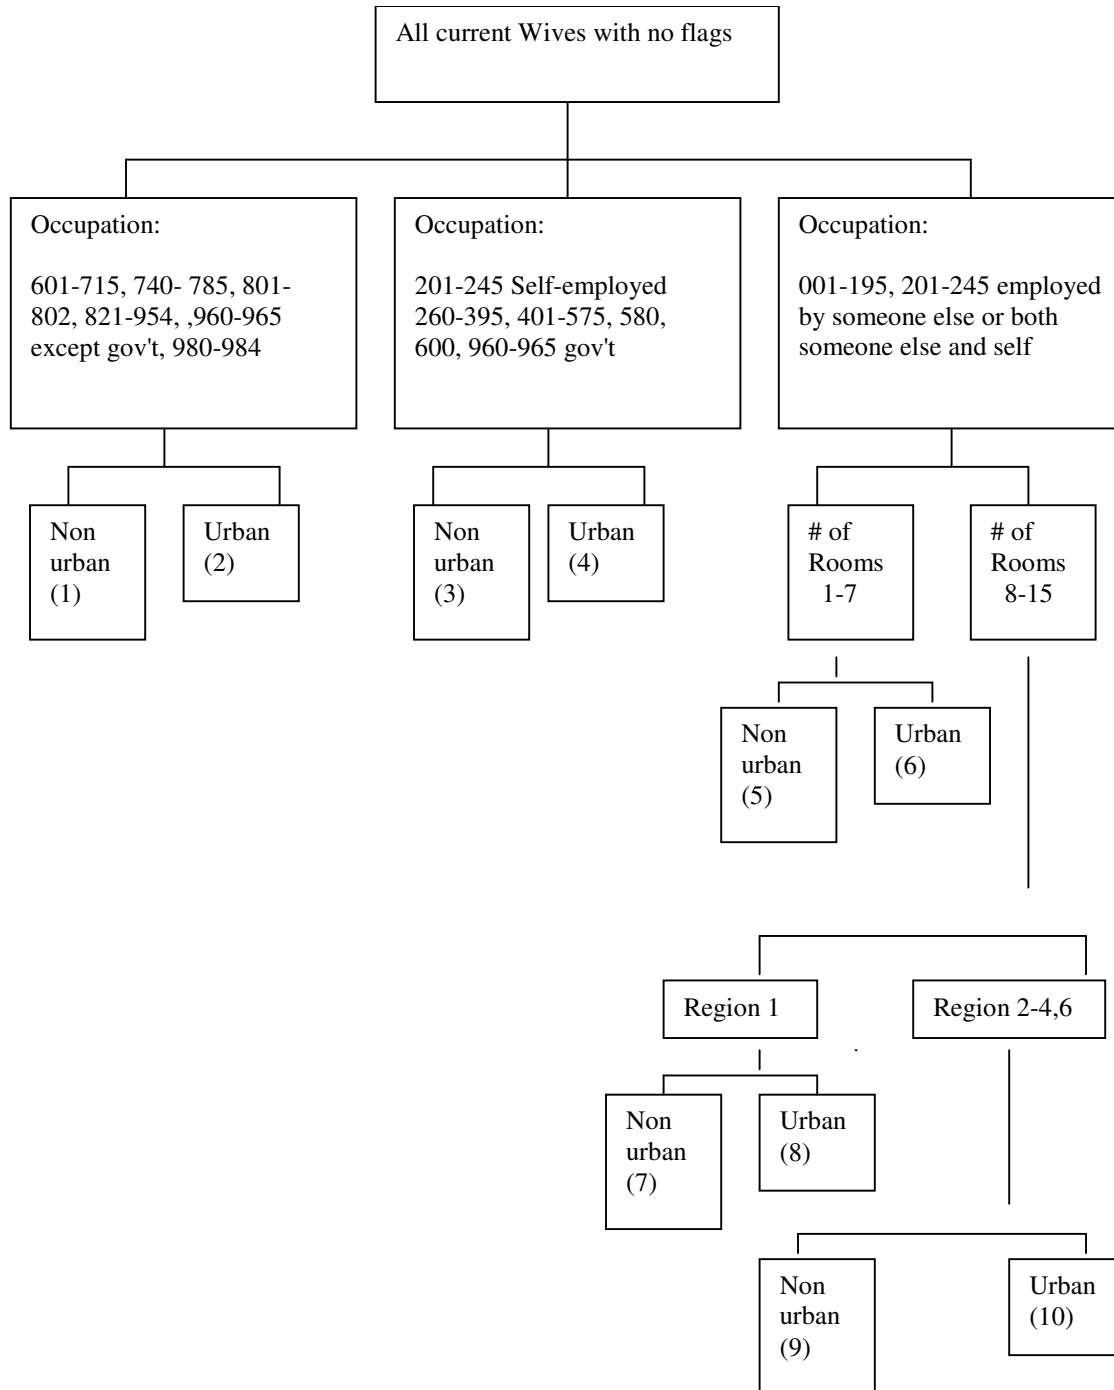 All current Wives with no flags
Occupation:
601-715, 740- 785, 801-
802, 821-954, ,960-965
except gov't, 980-984
Occupation:
201-245 Self-employed
260-395, 401-575, 580,
600, 960-965 gov't
Occupation:
001-195, 201-245 employed
by someone else or both
someone else and self
Non
urban
(1)
Urban
(2)
Non
urban
(3)
Urban
(4)
# of
Rooms
1-7
# of
Rooms
8-15
Non
urban
(5)
Urban
(6)
Region 1
Region 2-4,6
Non
urban
(7)
Urban
(8)
Non
urban
(9)
Urban
(10)